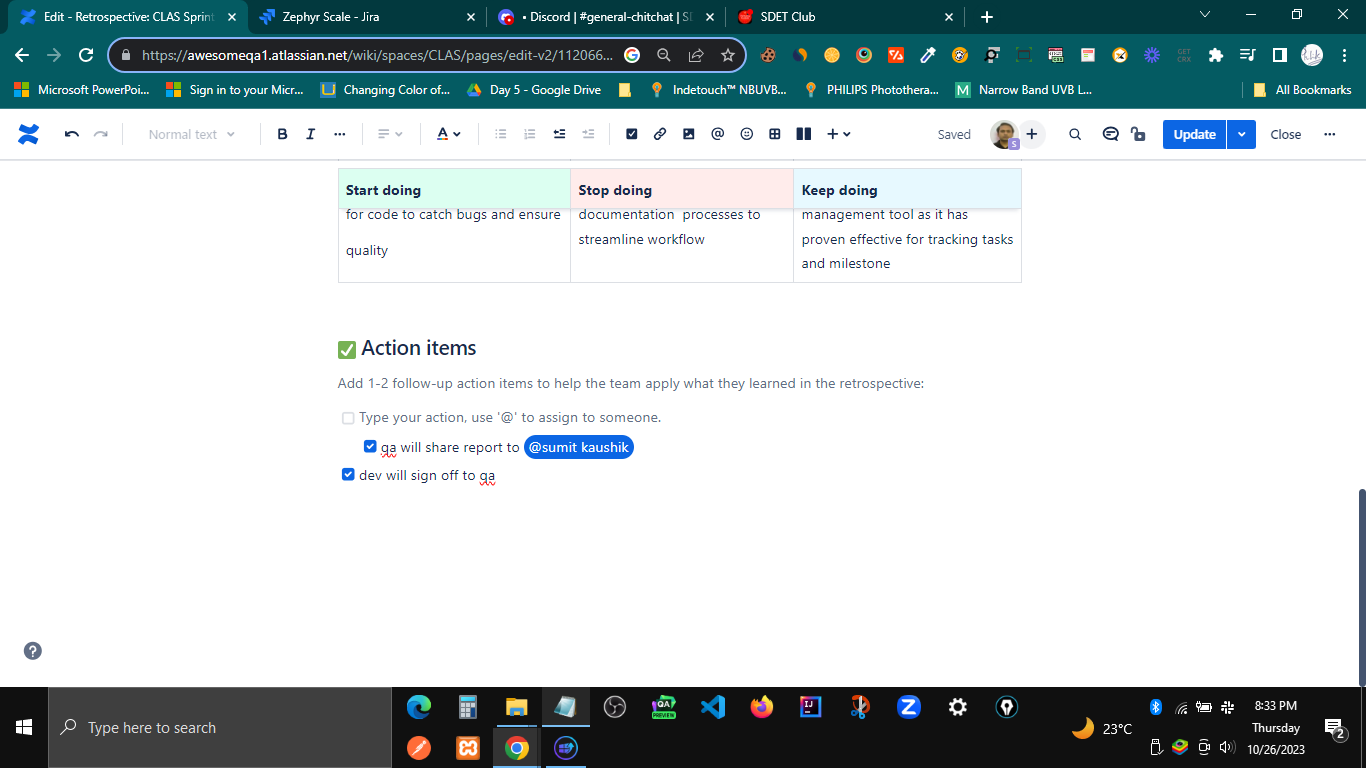 Edit - Retrospective: CLAS Sprint
Zephyr Scale - Jira
• Discord | #general-chitchat | SD
SDET Club
https://awesomeqa1.atlassian.net/wiki/spaces/CLAS/pages/edit-v2/112066...
Microsoft PowerPoi...
Sign in to your Micr...
Changing Color of...
Day 5 - Google Drive
Indetouch™ NBUVB...
PHILIPS Photothera...
Narrow Band UVB L...
All Bookmarks
Normal text
B I ...
A
Saved
Update
Close
Start doing
Stop doing
Keep doing
for code to catch bugs and ensure
quality
documentation processes to
streamline workflow
management tool as it has
proven effective for tracking tasks
and milestone
Action items
Add 1-2 follow-up action items to help the team apply what they learned in the retrospective:
Type your action, use '@' to assign to someone.
qa will share report to @sumit kaushik
dev will sign off to qa
Type here to search
23°C
8:33 PM
Thursday
10/26/2023
2